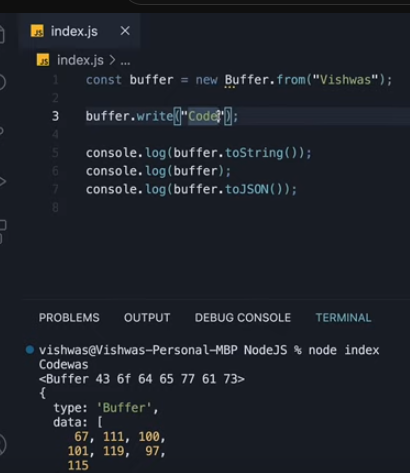 JS index.js ×
JS index.js > ...
1 const buffer = new Buffer.from("Vishwas");
2
3 buffer.write("Code");
4
5 console.log(buffer.toString());
6 console.log(buffer);
7 console.log(buffer.toJSON());
8
PROBLEMS OUTPUT DEBUG CONSOLE TERMINAL
vishwas@Vishwas-Personal-MBP NodeJS % node index
Codewas
<Buffer 43 6f 64 65 77 61 73>
{
type: 'Buffer',
data: [
67, 111, 100,
101, 119, 97,
115